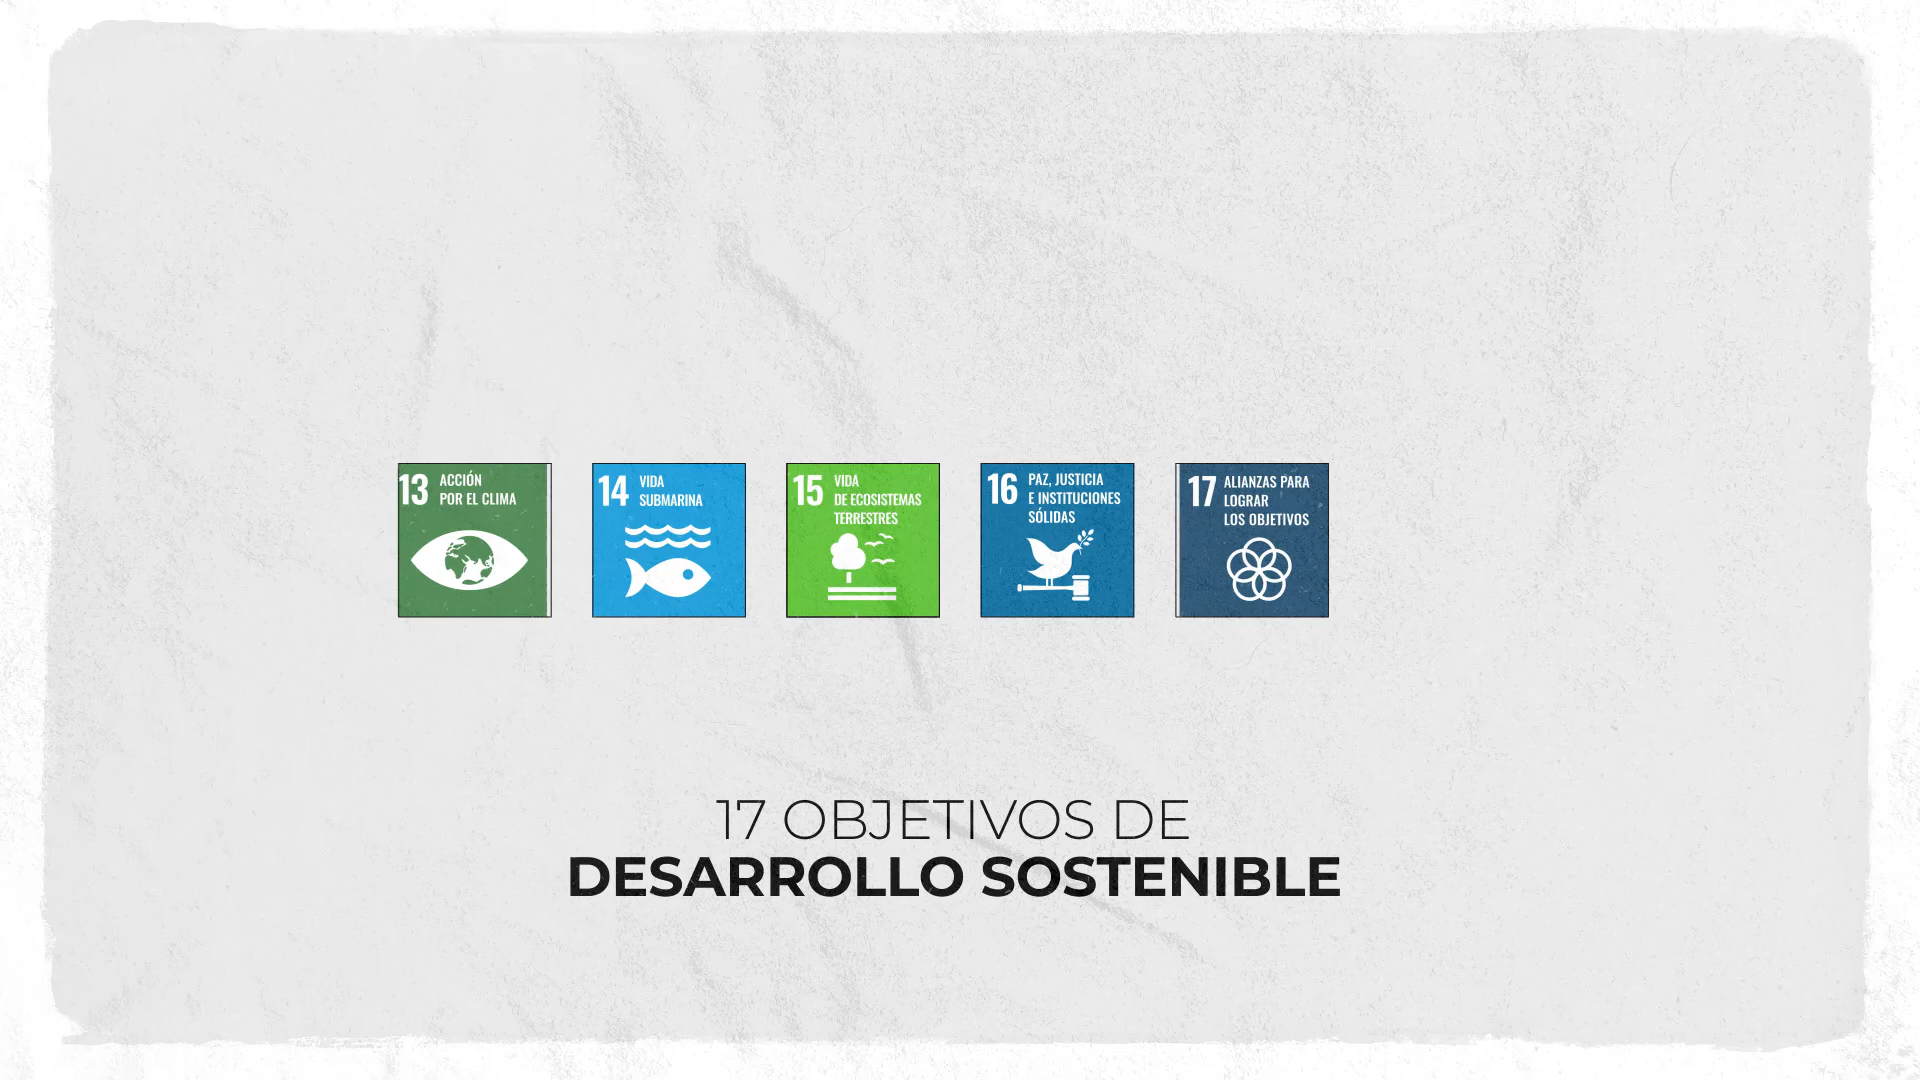 13 ACCIÓN
POR EL CLIMA
14 VIDA
SUBMARINA
15 VIDA
DE ECOSISTEMAS
TERRESTRES
16 PAZ, JUSTICIA
E INSTITUCIONES
SÓLIDAS
17 ALIANZAS PARA
LOGRAR
LOS OBJETIVOS
17 OBJETIVOS DE
DESARROLLO SOSTENIBLE